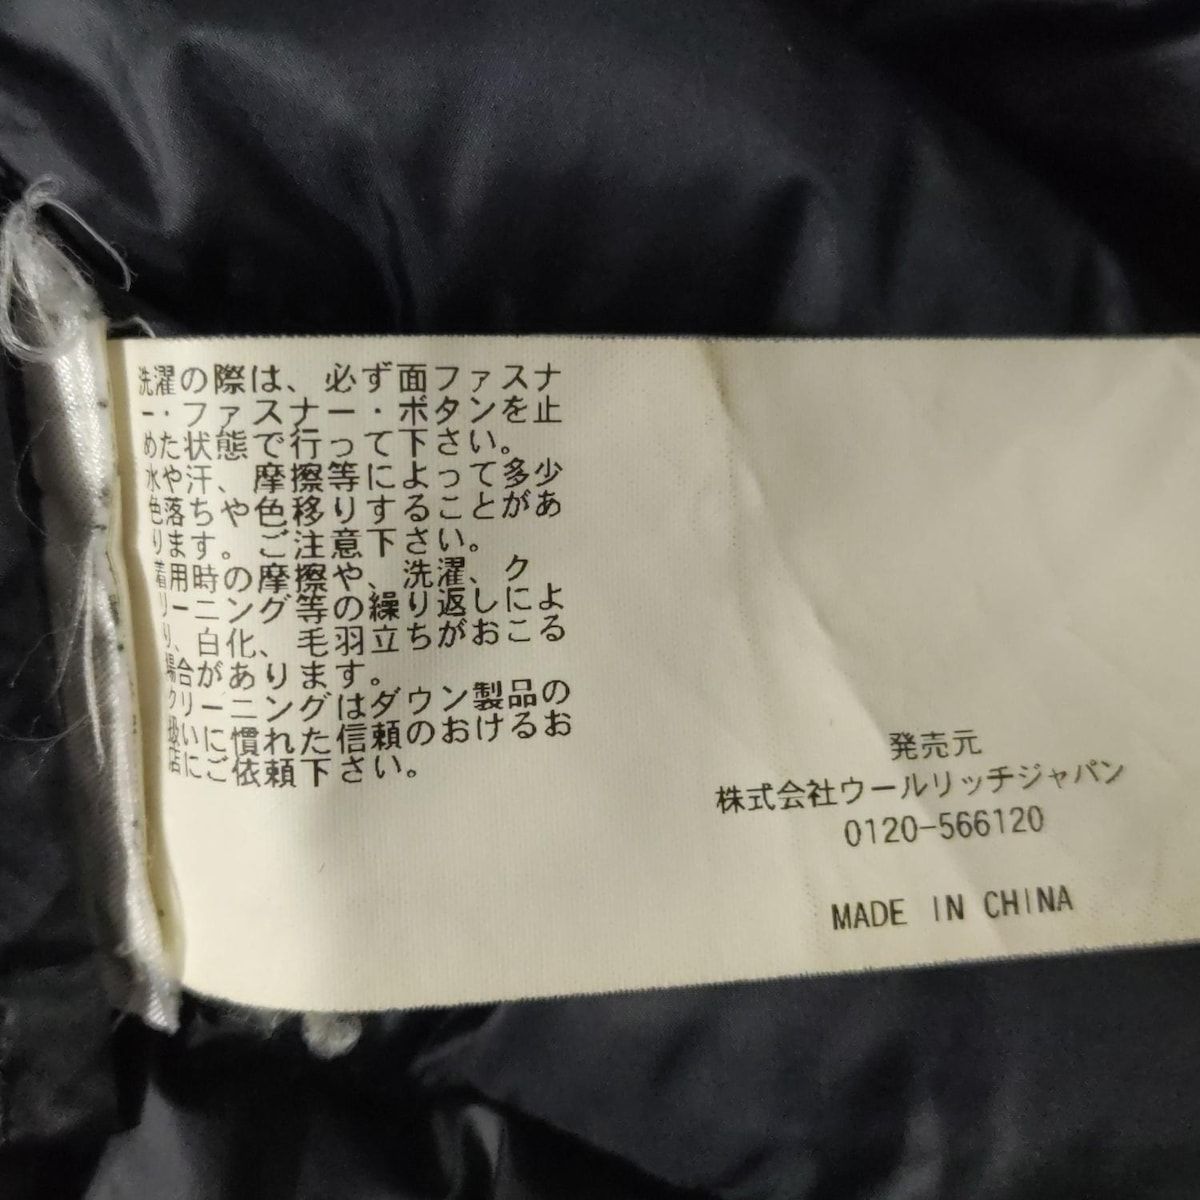 洗濯の際は、必ず面ファスナ
ー・ファスナー・ボタンを止
めた状態で行って下さい。
水や汗、摩擦等によって多少
色落ちや色移りすることがあ
ります。ご注意下さい。
着用時の摩擦や、洗濯、ク
リーニング等の繰り返しによ
り、白化、毛羽立ちがおこる
場合があります。
クリーニングはダウン製品の
扱いに慣れた信頼のおけるお
店にご依頼下さい。
発売元
株式会社ウールリッチジャパン
0120-566120
MADE IN CHINA